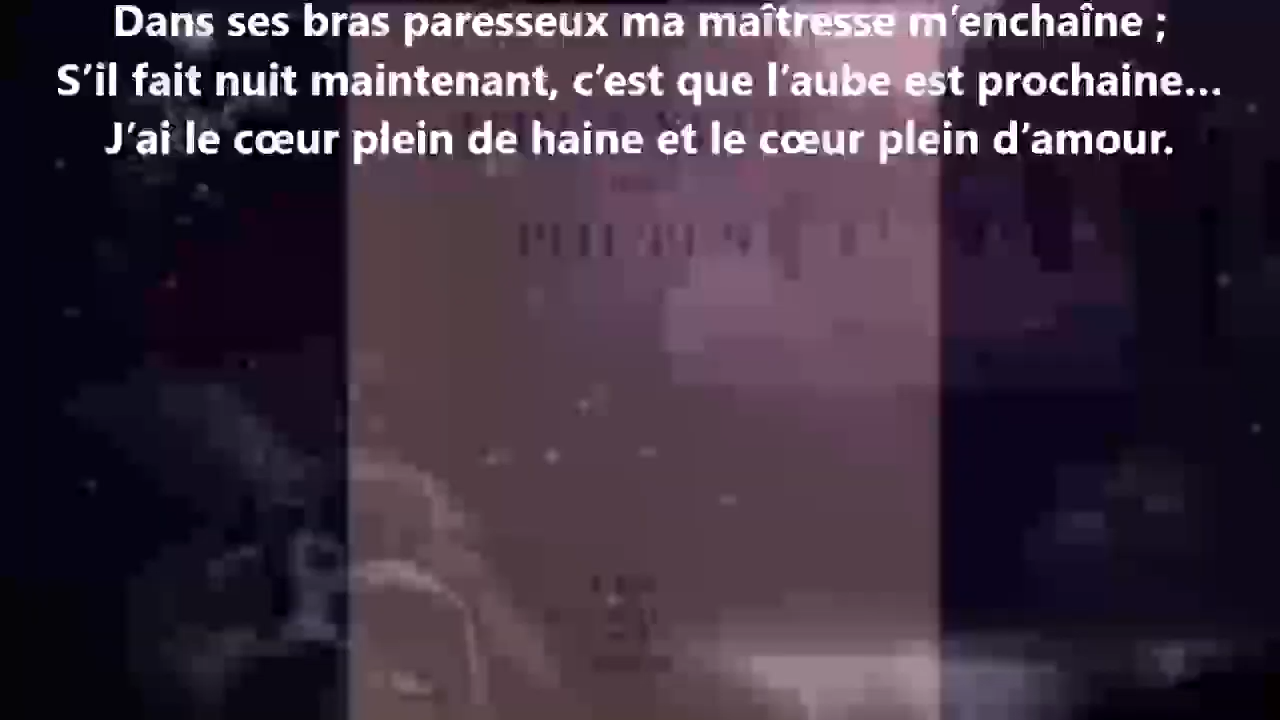 Dans ses bras paresseux ma maîtresse m’enchaîne ;
S’il fait nuit maintenant, c’est que l’aube est prochaine...
J’ai le cœur plein de haine et le cœur plein d’amour.